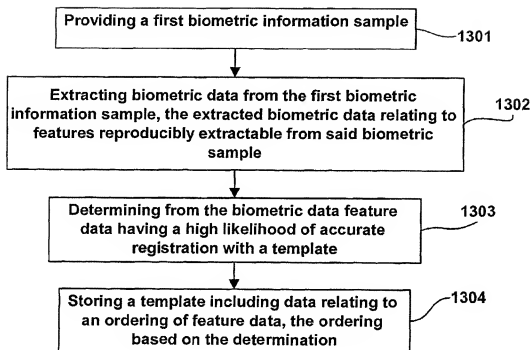 Providing a first biometric information sample
1301
Extracting biometric data from the first biometric
information sample, the extracted biometric data relating to
features reproducibly extractable from said biometric
sample
1302
Determining from the biometric data feature
data having a high likelihood of accurate
registration with a template
1303
Storing a template including data relating to
an ordering of feature data, the ordering
based on the determination
1304